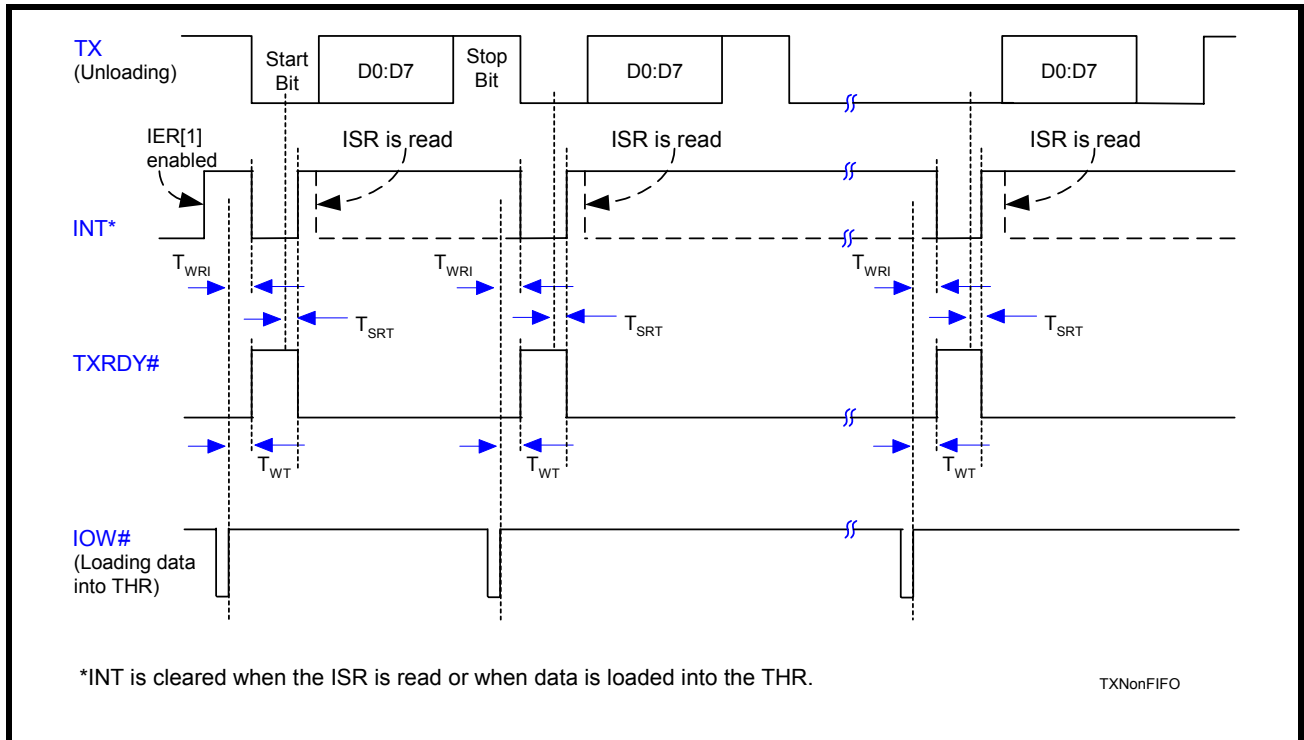 TX
(Unloading)
Start
Bit
D0:D7
Stop
Bit
D0:D7
D0:D7
IER[1]
enabled
ISR is read
ISR is read
ISR is read
INT*
TWRI
TWRI
TWRI
TSRT
TSRT
TSRT
TXRDY#
TWT
TWT
TWT
IOW#
(Loading data
into THR)
*INT is cleared when the ISR is read or when data is loaded into the THR.
TXNonFIFO